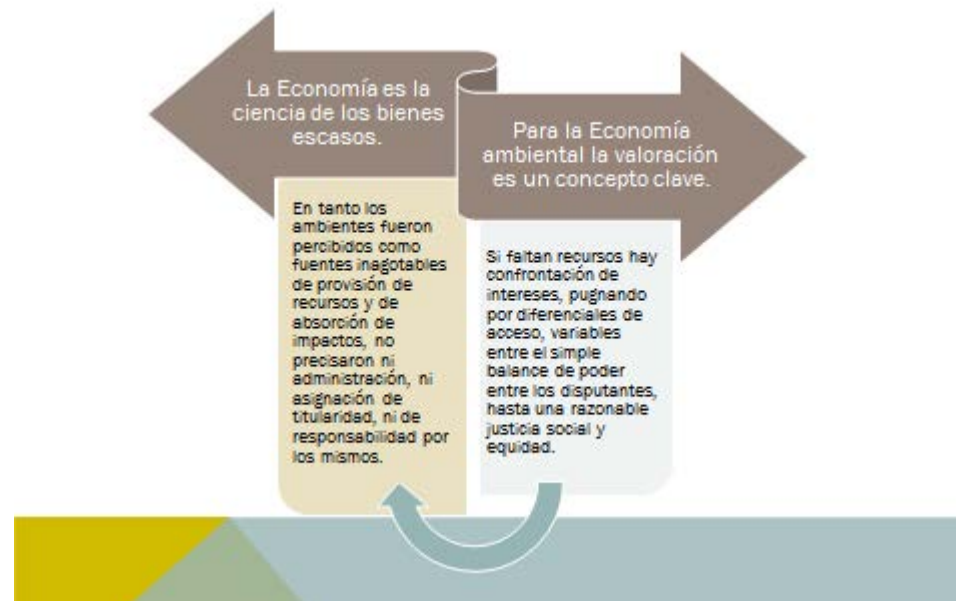 La Economía es la
ciencia de los bienes
escasos.
En tanto los
ambientes fueron
percibidos como
fuentes inagotables
de provisión de
recursos y de
absorción de
impactos, no
precisaron ni
administración, ni
asignación de
titularidad, ni de
responsabilidad por
los mismos.
Para la Economía
ambiental la valoración
es un concepto clave.
Si faltan recursos hay
confrontación de
intereses, pugnando
por diferenciales de
acceso, variables
entre el simple
balance de poder
entre los disputantes,
hasta una razonable
justicia social y
equidad.